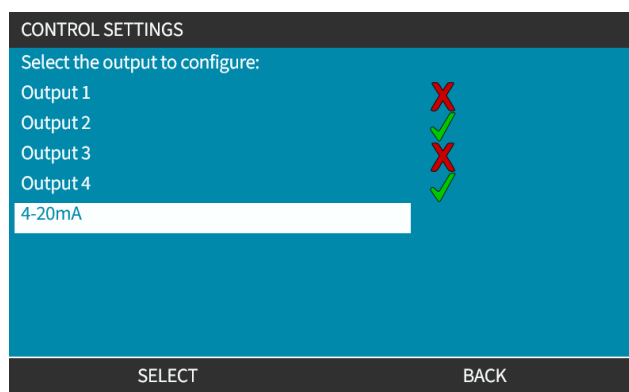 CONTROL SETTINGS
Select the output to configure:
Output 1
Output 2
Output 3
Output 4
4-20mA
SELECT BACK